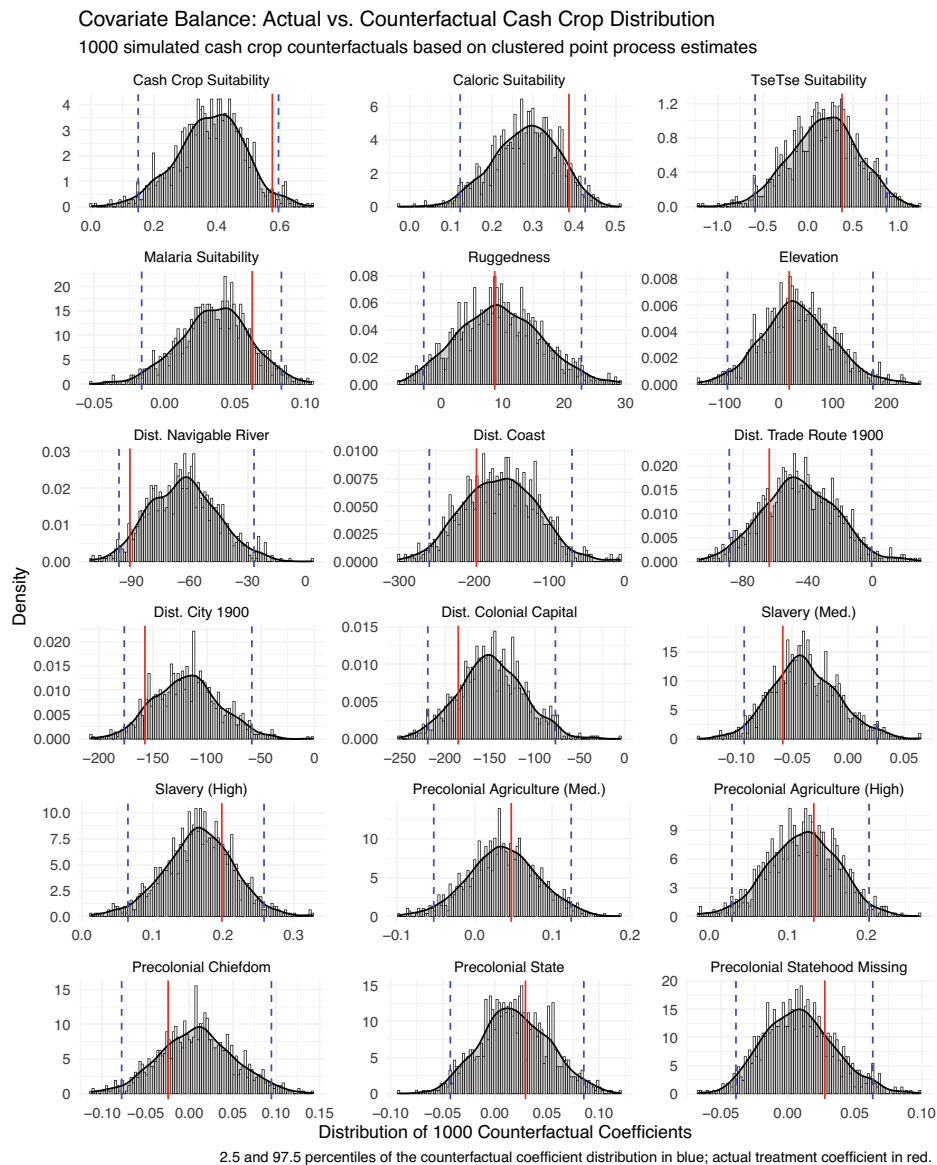 Covariate Balance: Actual vs. Counterfactual Cash Crop Distribution
1000 simulated cash crop counterfactuals based on clustered point process estimates
Cash Crop Suitability
4
3
2
1
0
0.0 0.2 0.4 0.6
Caloric Suitability
6
4
2
0
0.0 0.1 0.2 0.3 0.4 0.5
TseTse Suitability
1.2
0.8
0.4
0.0
−1.0 −0.5 0.0 0.5 1.0
Malaria Suitability
20
15
10
5
0
−0.05 0.00 0.05 0.10
Ruggedness
0.08
0.06
0.04
0.02
0.00
0 10 20 30
Elevation
0.008
0.006
0.004
0.002
0.000
−100 0 100 200
Dist. Navigable River
0.03
0.02
0.01
0.00
−90 −60 −30 0
Dist. Coast
0.0100
0.0075
0.0050
0.0025
0.0000
−300 −200 −100 0
Dist. Trade Route 1900
0.020
0.015
0.010
0.005
0.000
−80 −40 0
Density
Dist. City 1900
0.020
0.015
0.010
0.005
0.000
−200 −150 −100 −50 0
Dist. Colonial Capital
0.015
0.010
0.005
0.000
−250 −200 −150 −100 −50 0
Slavery (Med.)
15
10
5
0
−0.10 −0.05 0.00 0.05
Slavery (High)
10.0
7.5
5.0
2.5
0.0
0.0 0.1 0.2 0.3
Precolonial Agriculture (Med.)
10
5
0
−0.1 0.0 0.1 0.2
Precolonial Agriculture (High)
9
6
3
0
0.0 0.1 0.2
Precolonial Chiefdom
15
10
5
0
−0.10 −0.05 0.00 0.05 0.10 0.15
Precolonial State
15
10
5
0
−0.10 −0.05 0.00 0.05 0.10
Precolonial Statehood Missing
20
15
10
5
0
−0.05 0.00 0.05 0.10
Distribution of 1000 Counterfactual Coefficients
2.5 and 97.5 percentiles of the counterfactual coefficient distribution in blue; actual treatment coefficient in red.